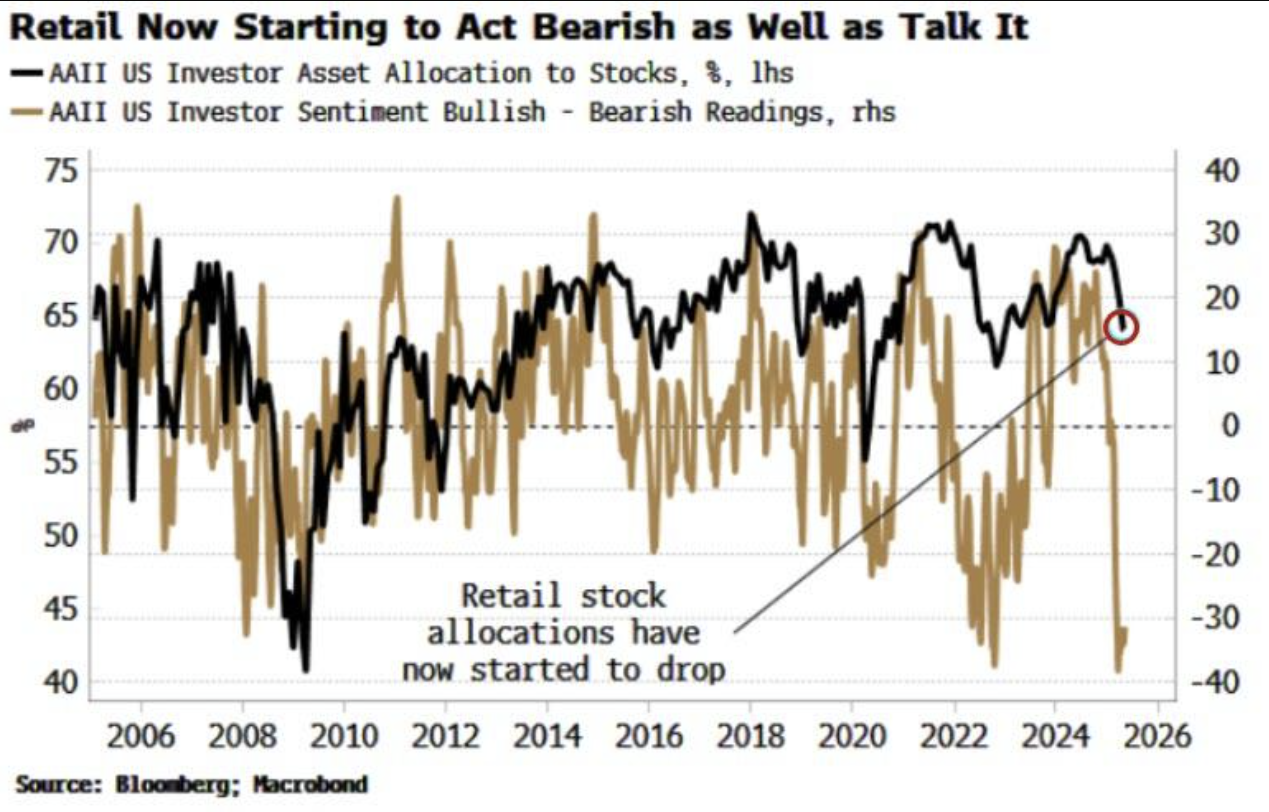 Retail Now Starting to Act Bearish as Well as Talk It
AAII US Investor Asset Allocation to Stocks, %, lhs
AAII US Investor Sentiment Bullish - Bearish Readings, rhs
75 40
70 30
65 20
60 10
% 0
55 -10
50 -20
45 -30
40 -40
Retail stock
allocations have
now started to drop
2006 2008 2010 2012 2014 2016 2018 2020 2022 2024 2026
Source: Bloomberg; Macrobond